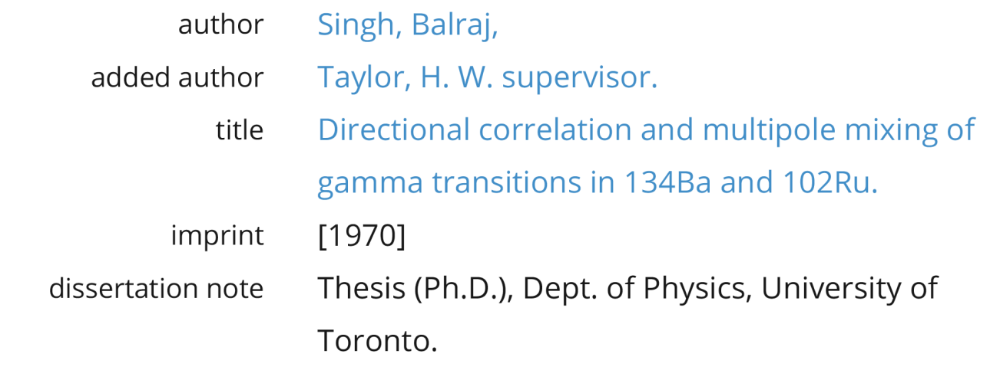 author Singh, Balraj,
added author Taylor, H. W. supervisor.
title Directional correlation and multipole mixing of
gamma transitions in 134Ba and 102Ru.
imprint [1970]
dissertation note Thesis (Ph.D.), Dept. of Physics, University of
Toronto.